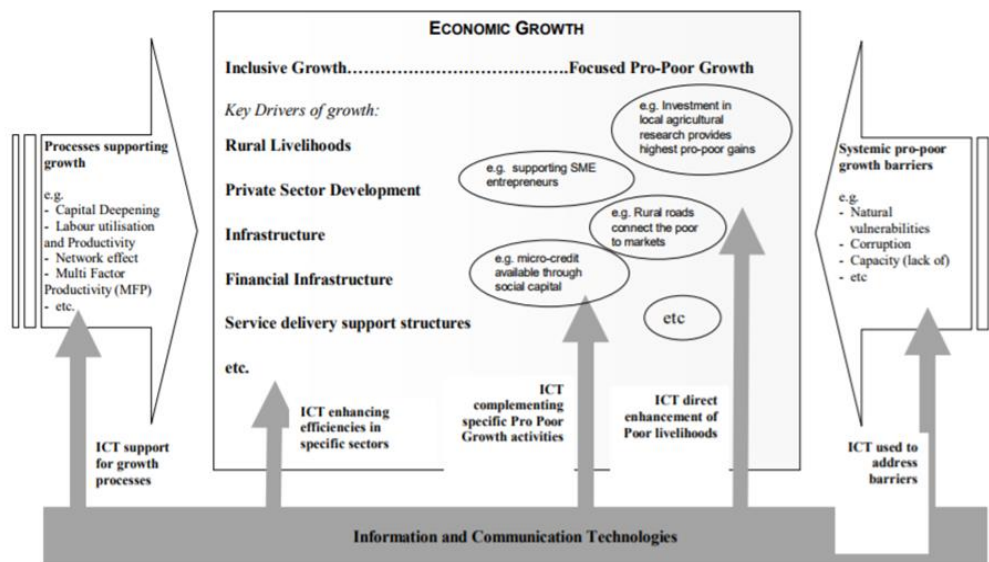 ECONOMIC GROWTH
Inclusive Growth……………………………………Focused Pro-Poor Growth
Key Drivers of growth:
Rural Livelihoods
Private Sector Development
Infrastructure
Financial Infrastructure
Service delivery support structures
etc.
e.g. Investment in
local agricultural
research provides
highest pro-poor gains
e.g. supporting SME
entrepreneurs
e.g. Rural roads
connect the poor
to markets
e.g. micro-credit
available through
social capital
etc
Processes supporting
growth
e.g.
- Capital Deepening
- Labour utilisation
and Productivity
- Network effect
- Multi Factor
Productivity (MFP)
- etc.
Systemic pro-poor
growth barriers
e.g.
- Natural
vulnerabilities
- Corruption
- Capacity (lack of)
- etc
ICT support
for growth
processes
ICT enhancing
efficiencies in
specific sectors
ICT
complementing
specific Pro Poor
Growth activities
ICT direct
enhancement of
Poor livelihoods
ICT used to
address
barriers
Information and Communication Technologies